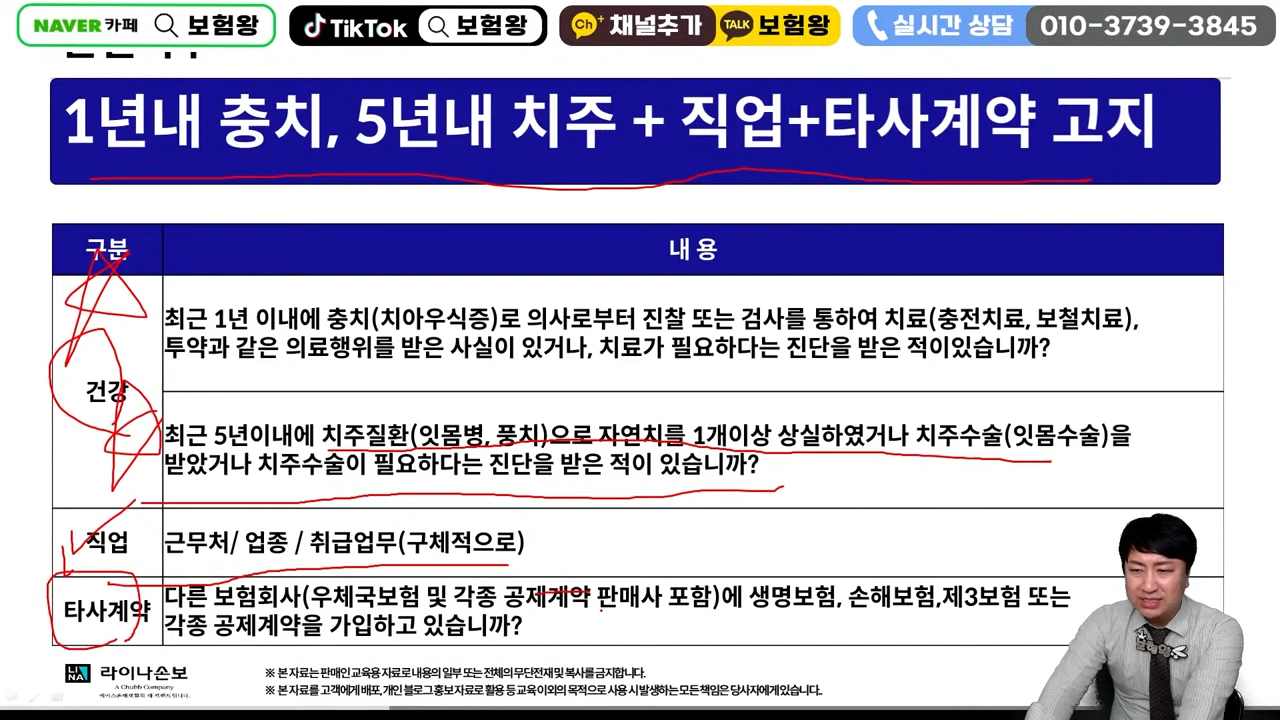 NAVER 카페 보험왕 TikTok 보험왕 Ch+ 채널추가 TALK 보험왕 실시간 상담 010-3739-3845
1년내 충치, 5년내 치주 + 직업+타사계약 고지
구분 내 용
건강
최근 1년 이내에 충치(치아우식증)로 의사로부터 진찰 또는 검사를 통하여 치료(충전치료, 보철치료),
투약과 같은 의료행위를 받은 사실이 있거나, 치료가 필요하다는 진단을 받은 적이있습니까?
최근 5년이내에 치주질환(잇몸병, 풍치)으로 자연치를 1개이상 상실하였거나 치주수술(잇몸수술)을
받았거나 치주수술이 필요하다는 진단을 받은 적이 있습니까?
직업 근무처/ 업종 / 취급업무(구체적으로)
타사계약
다른 보험회사(우체국보험 및 각종 공제계약 판매사 포함)에 생명보험, 손해보험,제3보험 또는
각종 공제계약을 가입하고 있습니까?
LINA 라이나손보
A Chubb Company
※ 본 자료는 판매인 교육용 자료로 내용의 일부 또는 전체의 무단전재 및 복사를 금지합니다.
※ 본 자료를 고객에게 배포, 개인 블로그 홍보 자료로 활용 등 교육 이외의 목적으로 사용 시 발생하는 모든 책임은 당사자에게 있습니다.